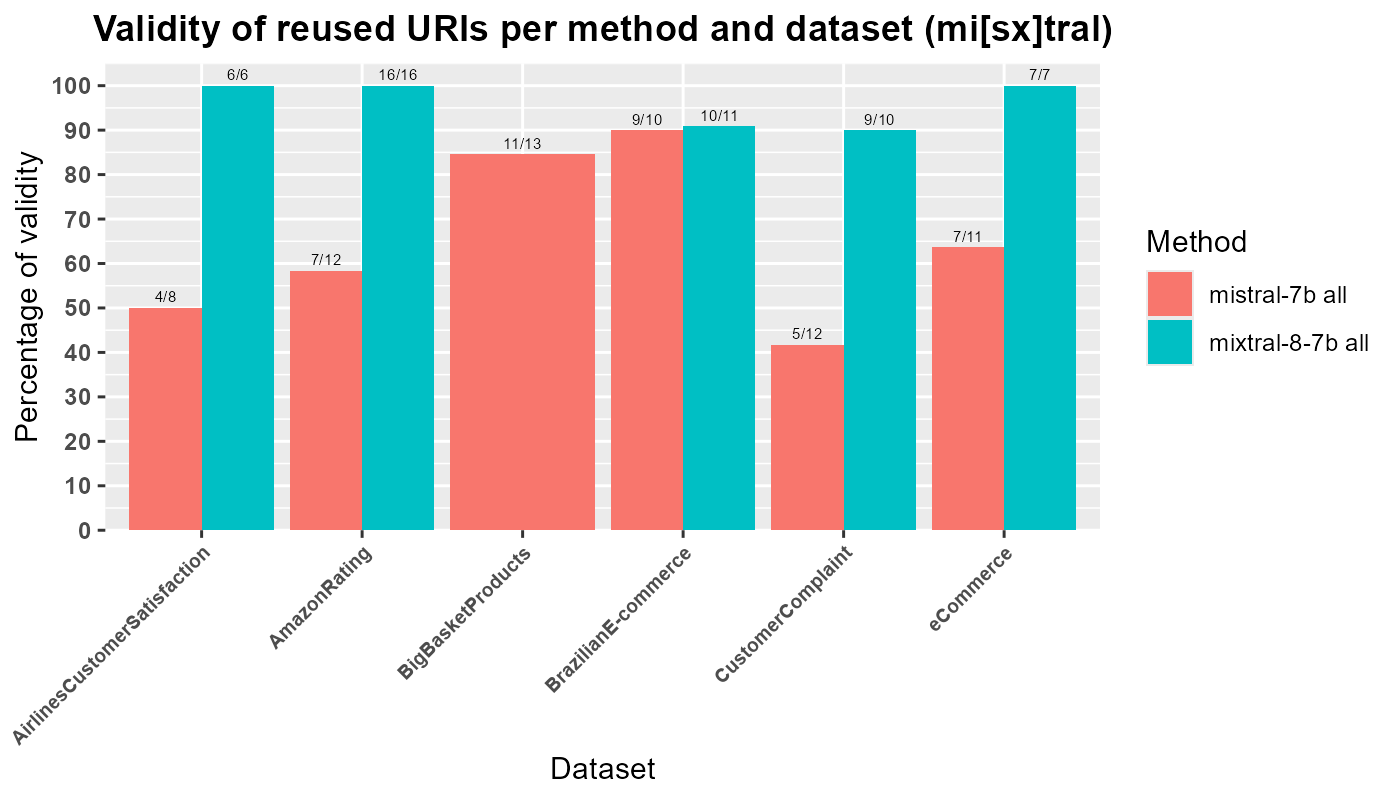 Validity of reused URIs per method and dataset (mi[sx]tral)
Percentage of validity
100
90
80
70
60
50
40
30
20
10
0
4/8
6/6
7/12
16/16
11/13
9/10
10/11
5/12
9/10
7/11
7/7
AirlinesCustomerSatisfaction
AmazonRating
BigBasketProducts
BrazilianE-commerce
CustomerComplaint
eCommerce
Dataset
Method
mistral-7b all
mixtral-8-7b all